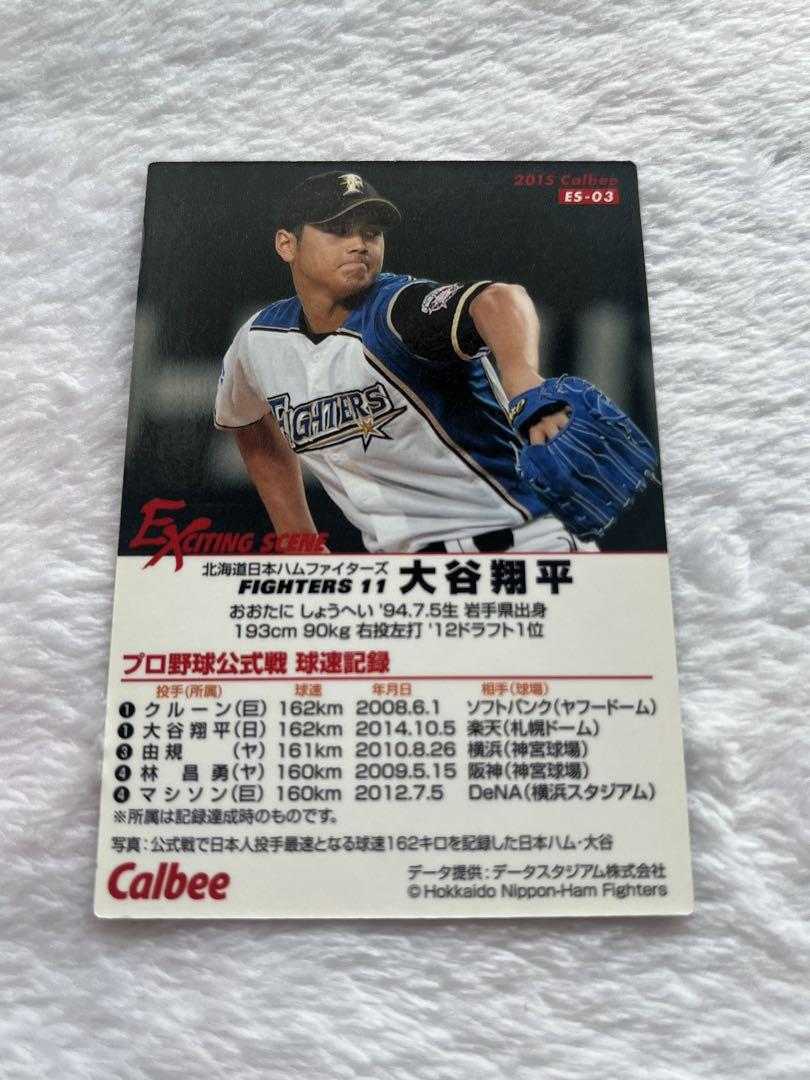 2015 Calbee
ES-03
FIGHTERS
EXCITING SCENE
北海道日本ハムファイターズ
FIGHTERS 11 大谷翔平
おおたに しょうへい '94.7.5生 岩手県出身
193cm 90kg 右投左打 '12ドラフト1位
プロ野球公式戦 球速記録
投手(所属) 球速 年月日 相手(球場)
❶ クルーン(巨) 162km 2008.6.1 ソフトバンク(ヤフードーム)
❶ 大谷翔平(日) 162km 2014.10.5 楽天(札幌ドーム)
❸ 由規 (ヤ) 161km 2010.8.26 横浜(神宮球場)
❹ 林 昌勇(ヤ) 160km 2009.5.15 阪神(神宮球場)
❹ マシソン(巨) 160km 2012.7.5 DeNA(横浜スタジアム)
※所属は記録達成時のものです。
写真:公式戦で日本人投手最速となる球速162キロを記録した日本ハム・大谷
Calbee
データ提供:データスタジアム株式会社
©Hokkaido Nippon-Ham Fighters